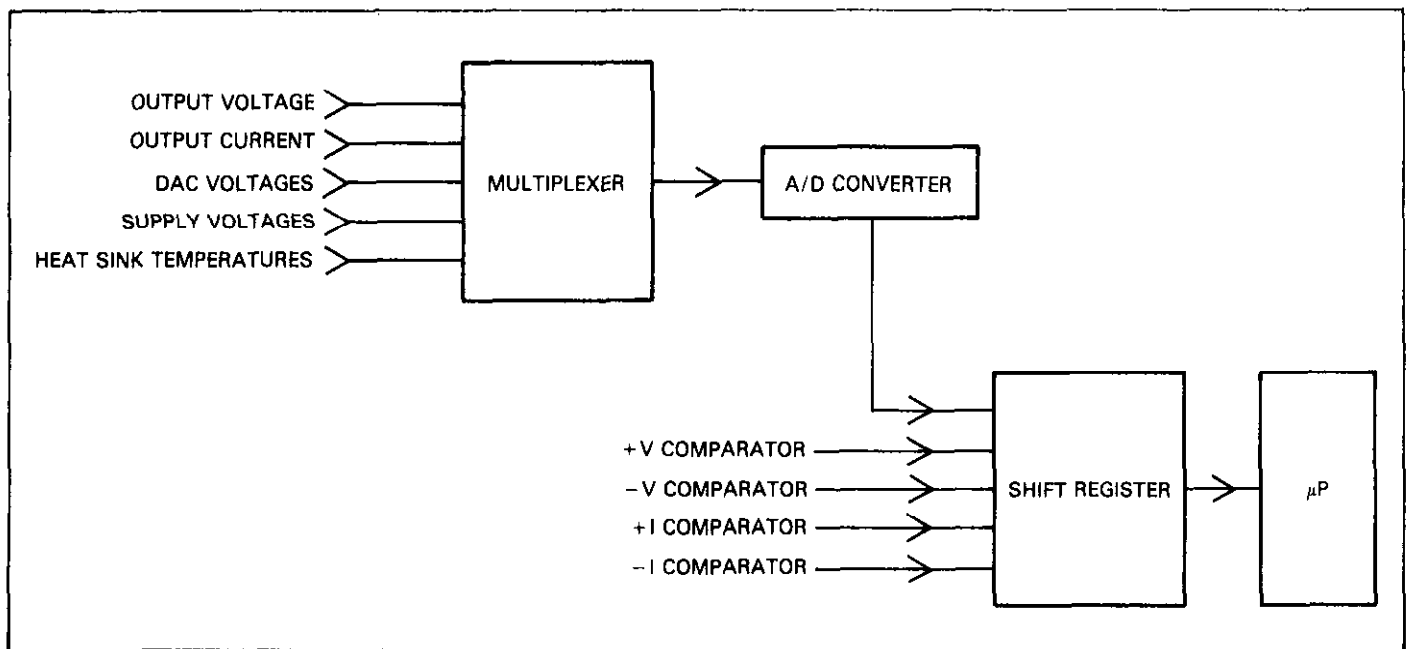 OUTPUT VOLTAGE
OUTPUT CURRENT
DAC VOLTAGES
SUPPLY VOLTAGES
HEAT SINK TEMPERATURES
MULTIPLEXER
A/D CONVERTER
+V COMPARATOR
−V COMPARATOR
+I COMPARATOR
−I COMPARATOR
SHIFT REGISTER
μP